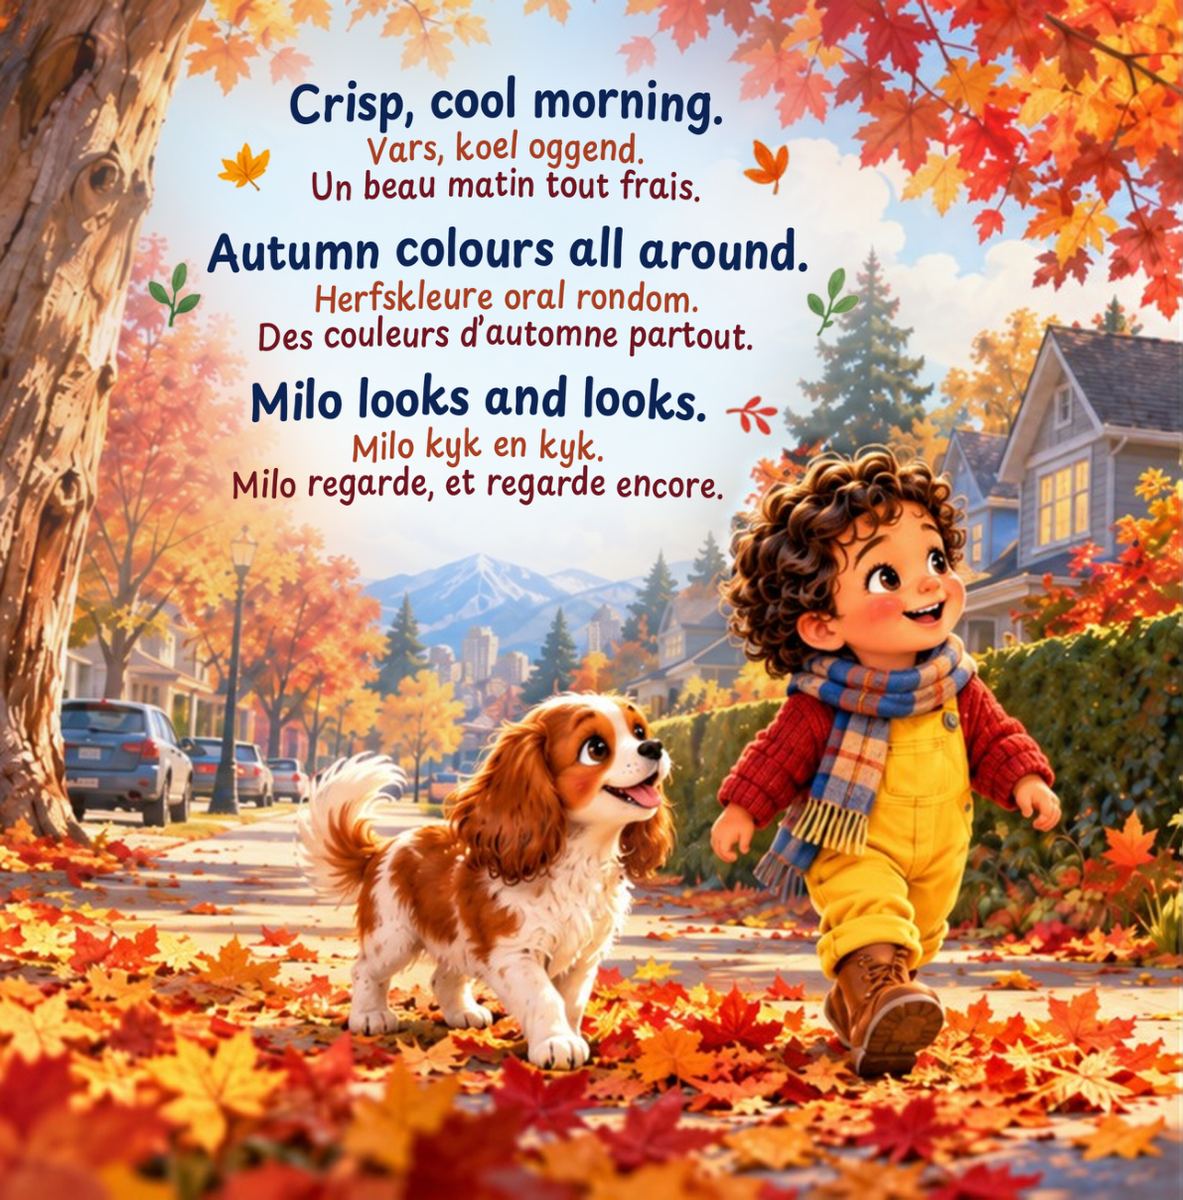 Crisp, cool morning.
Vars, koel oggend.
Un beau matin tout frais.
Autumn colours all around.
Herfskleure oral rondom.
Des couleurs d'automne partout.
Milo looks and looks.
Milo kyk en kyk.
Milo regarde, et regarde encore.